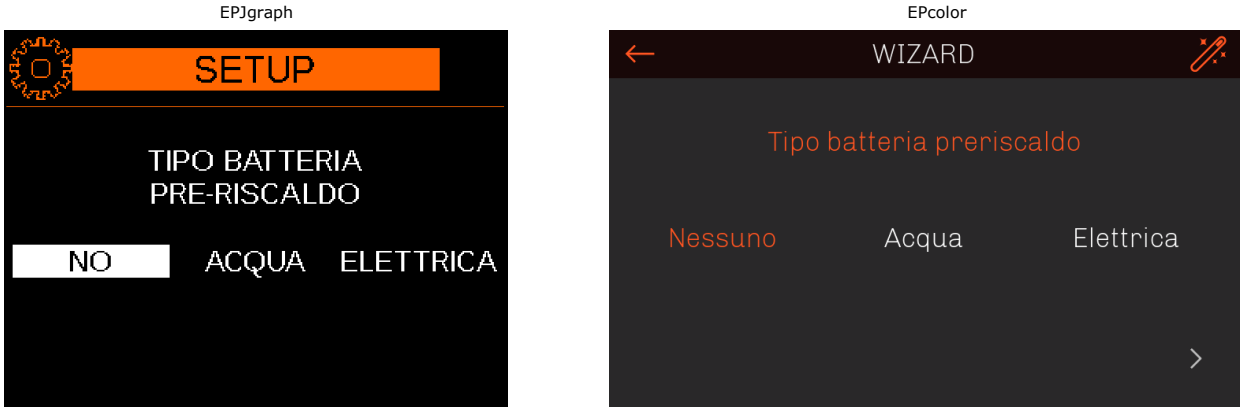 EPJgraph
SETUP
TIPO BATTERIA
PRE-RISCALDO
NO ACQUA ELETTRICA
EPcolor
WIZARD
Tipo batteria preriscaldo
Nessuno Acqua Elettrica